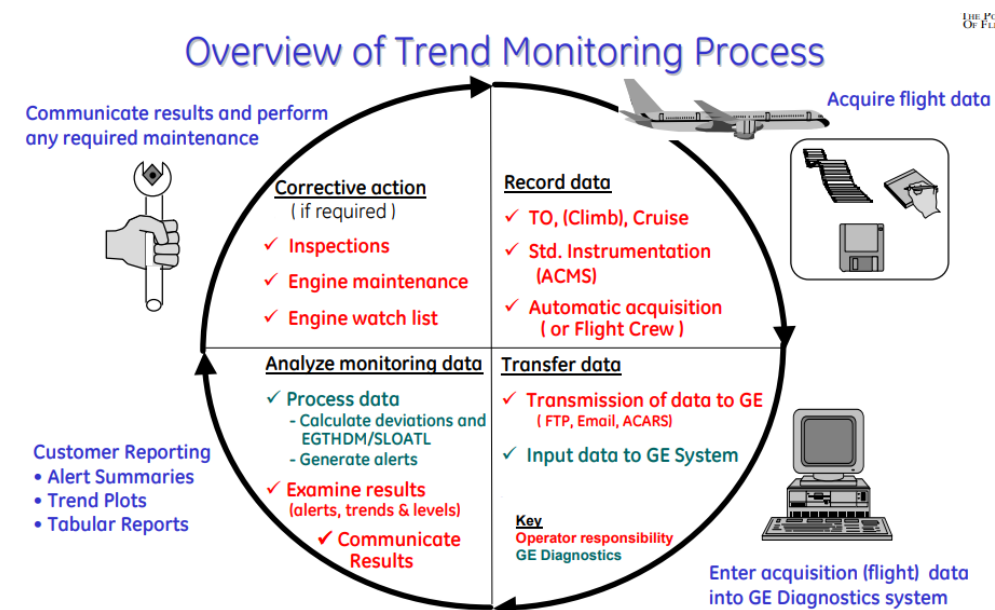 THE PO
OF FL
Overview of Trend Monitoring Process
Communicate results and perform
any required maintenance
Acquire flight data
Corrective action
( if required )
✓ Inspections
✓ Engine maintenance
✓ Engine watch list
Record data
✓ TO, (Climb), Cruise
✓ Std. Instrumentation
(ACMS)
✓ Automatic acquisition
( or Flight Crew )
Analyze monitoring data
✓ Process data
- Calculate deviations and
EGTHDM/SLOATL
- Generate alerts
✓ Examine results
(alerts, trends & levels)
✓ Communicate
Results
Transfer data
✓ Transmission of data to GE
( FTP, Email, ACARS)
✓ Input data to GE System
Key
Operator responsibility
GE Diagnostics
Customer Reporting
• Alert Summaries
• Trend Plots
• Tabular Reports
Enter acquisition (flight) data
into GE Diagnostics system